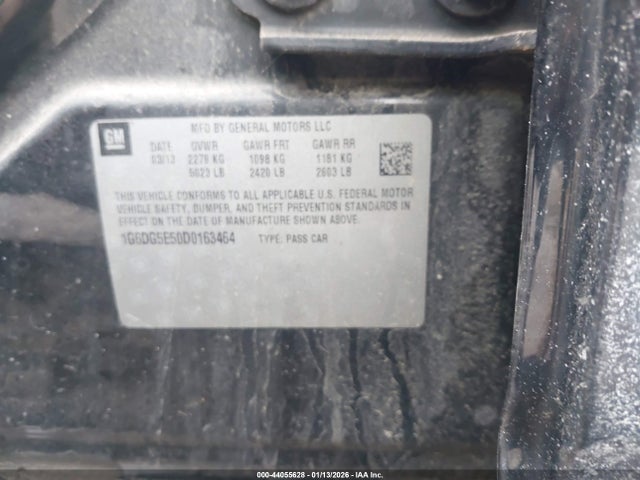 GM
MFD BY GENERAL MOTORS LLC
DATE GVWR GAWR FRT GAWR RR
03/13 2278 KG 1098 KG 1181 KG
5023 LB 2420 LB 2603 LB
THIS VEHICLE CONFORMS TO ALL APPLICABLE U.S. FEDERAL MOTOR
VEHICLE SAFETY, BUMPER, AND THEFT PREVENTION STANDARDS IN
EFFECT ON THE DATE OF MANUFACTURE SHOWN ABOVE.
1G6DG5E50D0163464 TYPE: PASS CAR
000-44055628 - 01/13/2026 - IAA Inc.